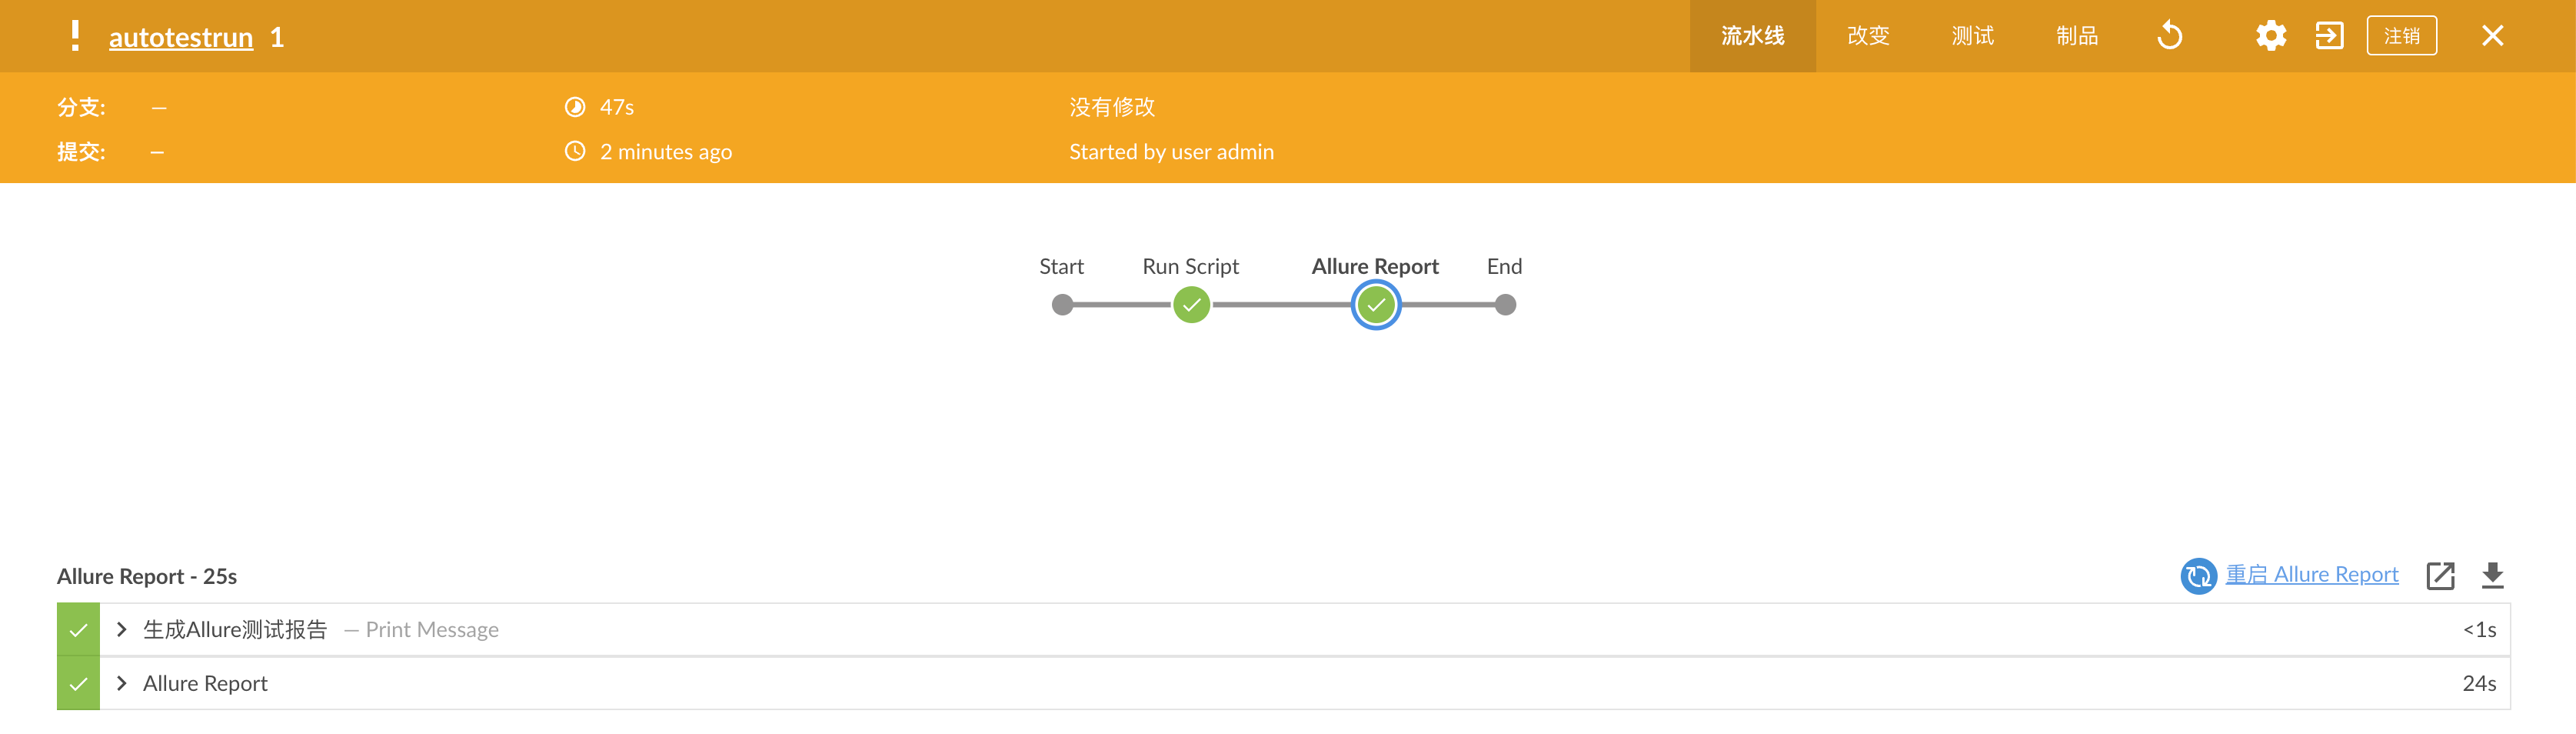 autotestrun 1 流水线 改变 测试 制品 注销
分支: — 47s 没有修改
提交: — 2 minutes ago Started by user admin
Start Run Script Allure Report End
Allure Report - 25s 重启 Allure Report
生成Allure测试报告 — Print Message <1s
Allure Report 24s